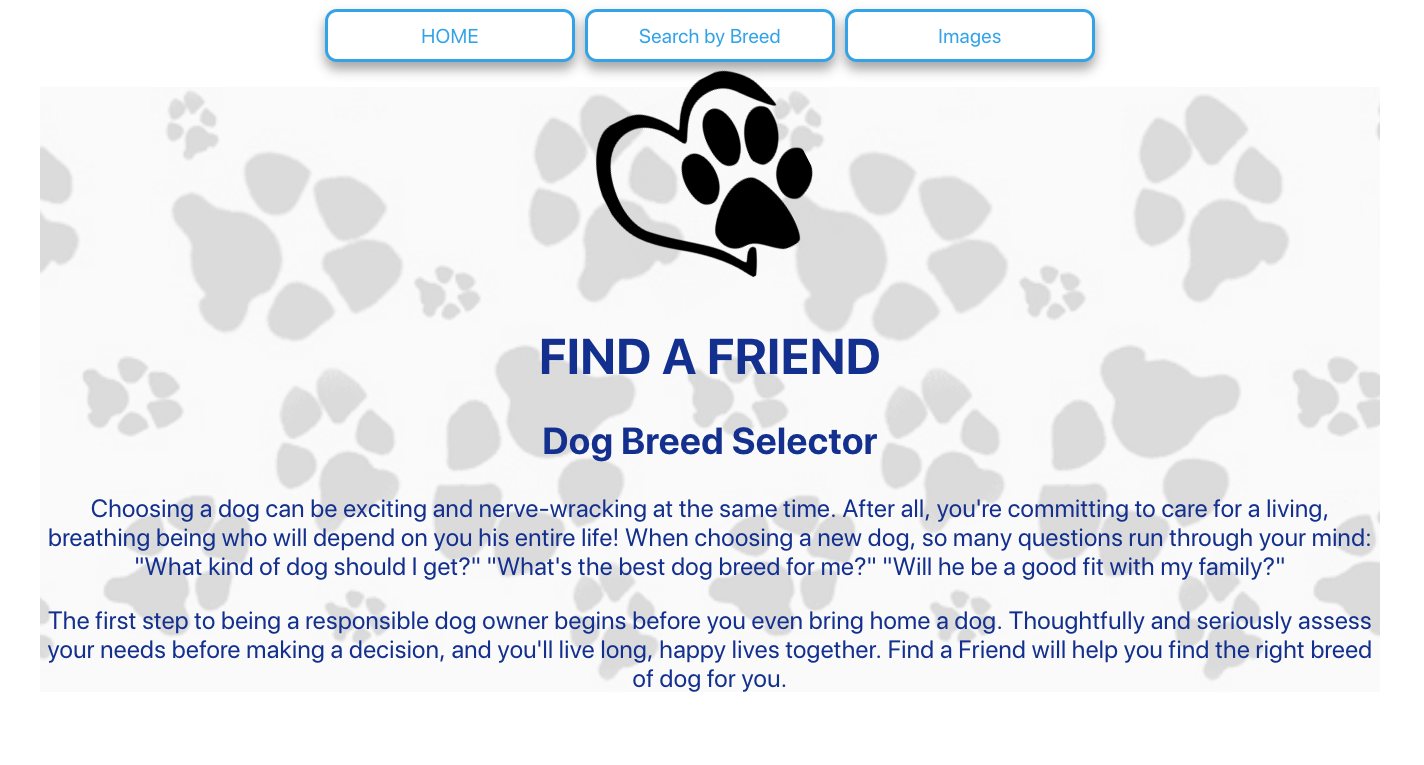 HOME
Search by Breed
Images
FIND A FRIEND
Dog Breed Selector
Choosing a dog can be exciting and nerve-wracking at the same time. After all, you're committing to care for a living,
breathing being who will depend on you his entire life! When choosing a new dog, so many questions run through your mind:
"What kind of dog should I get?" "What's the best dog breed for me?" "Will he be a good fit with my family?"
The first step to being a responsible dog owner begins before you even bring home a dog. Thoughtfully and seriously assess
your needs before making a decision, and you'll live long, happy lives together. Find a Friend will help you find the right breed
of dog for you.